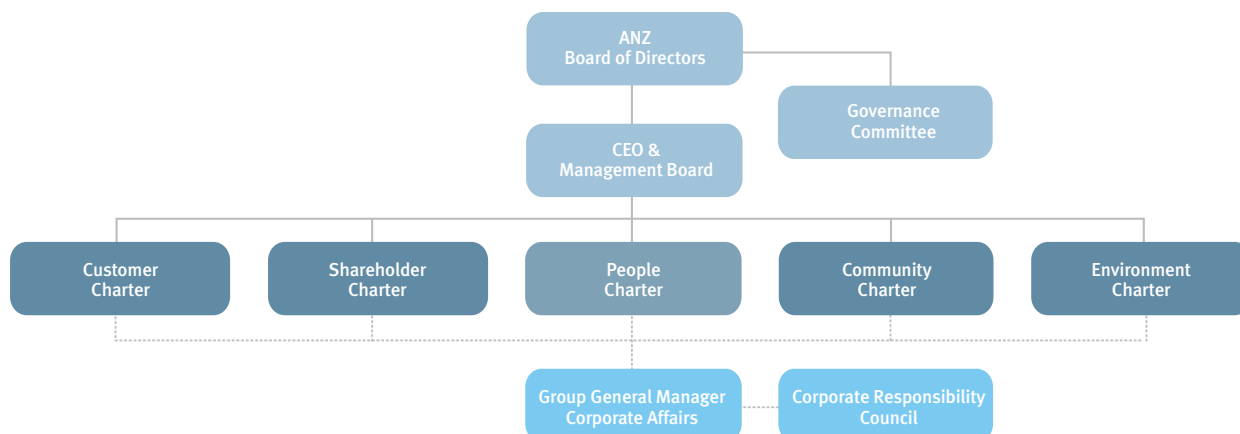 ANZ
Board of Directors
Governance
Committee
CEO &
Management Board
Customer
Charter
Shareholder
Charter
People
Charter
Community
Charter
Environment
Charter
Group General Manager
Corporate Affairs
Corporate Responsibility
Council